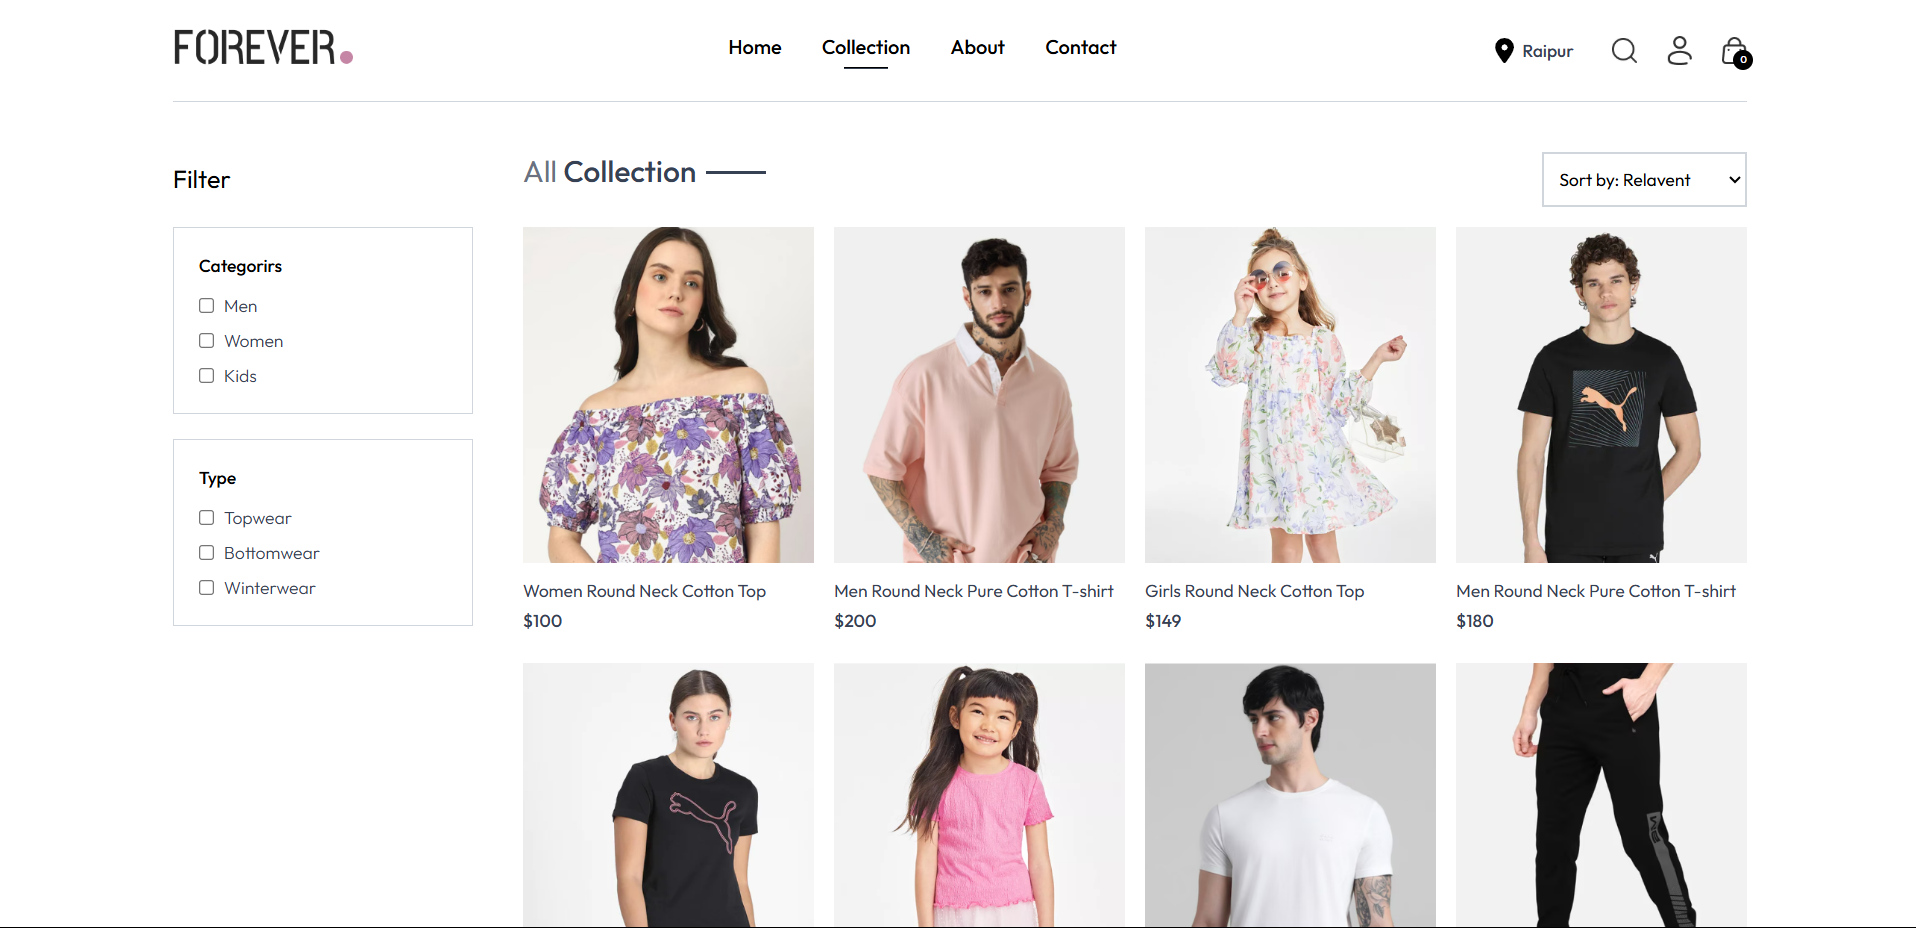 FOREVER.
Home Collection About Contact
Raipur
0
Filter
All Collection
Sort by: Relavent
Categorirs
Men
Women
Kids
Type
Topwear
Bottomwear
Winterwear
Women Round Neck Cotton Top
$100
Men Round Neck Pure Cotton T-shirt
$200
Girls Round Neck Cotton Top
$149
Men Round Neck Pure Cotton T-shirt
$180